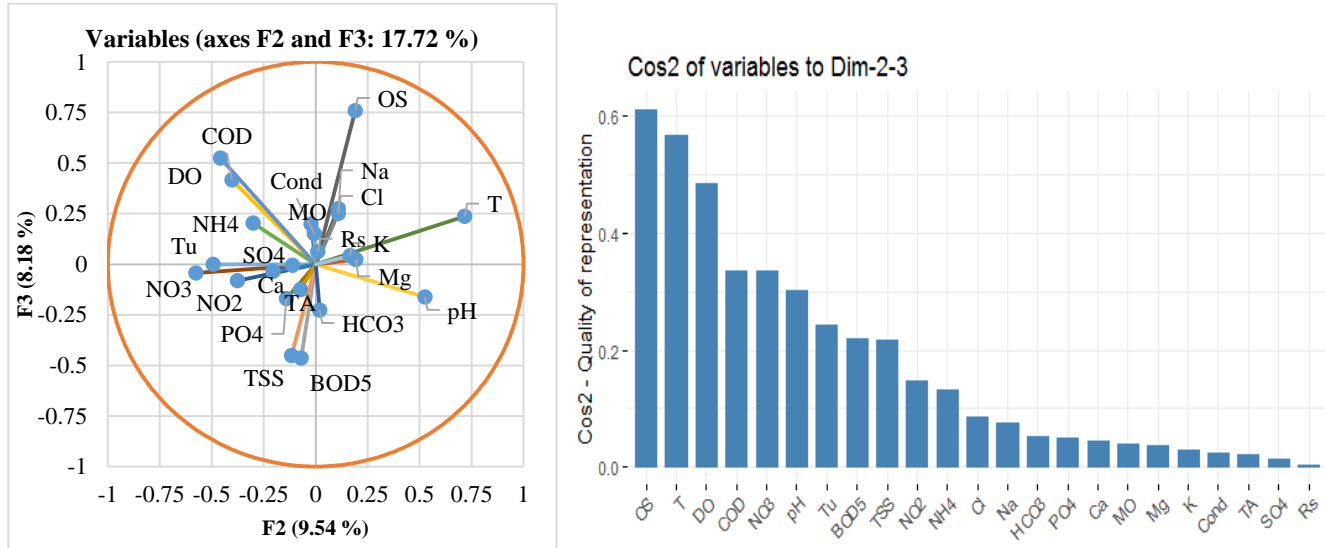 Variables (axes F2 and F3: 17.72 %)
1
0.75
0.5
0.25
0
-0.25
-0.5
-0.75
-1
F3 (8.18 %)
OS
COD
DO
Na
Cond
Cl
MO
T
NH4
Rs
K
Tu
SO4
Mg
NO3
NO2
Ca
TA
pH
PO4
HCO3
TSS
BOD5
-1 -0.75 -0.5 -0.25 0 0.25 0.5 0.75 1
F2 (9.54 %)
Cos2 of variables to Dim-2-3
Cos2 - Quality of representation
0.6
0.4
0.2
0.0
OS T DO COD NO3 pH Tu BOD5 TSS NO2 NH4 Cl Na HCO3 PO4 Ca MO Mg K Cond TA SO4 Rs